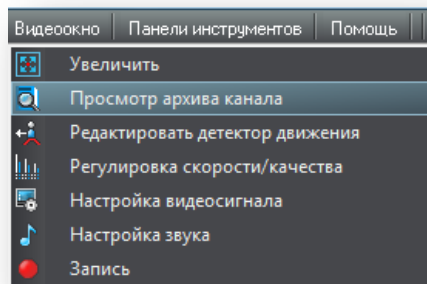 Видеоокно Панели инструментов Помощь
Увеличить
Просмотр архива канала
Редактировать детектор движения
Регулировка скорости/качества
Настройка видеосигнала
Настройка звука
Запись